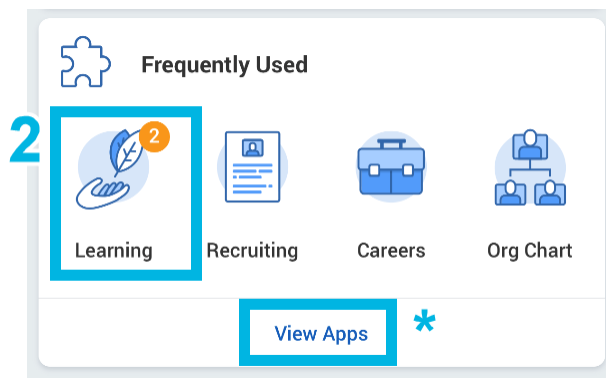 Frequently Used
2
2
Learning
Recruiting
Careers
Org Chart
View Apps
*